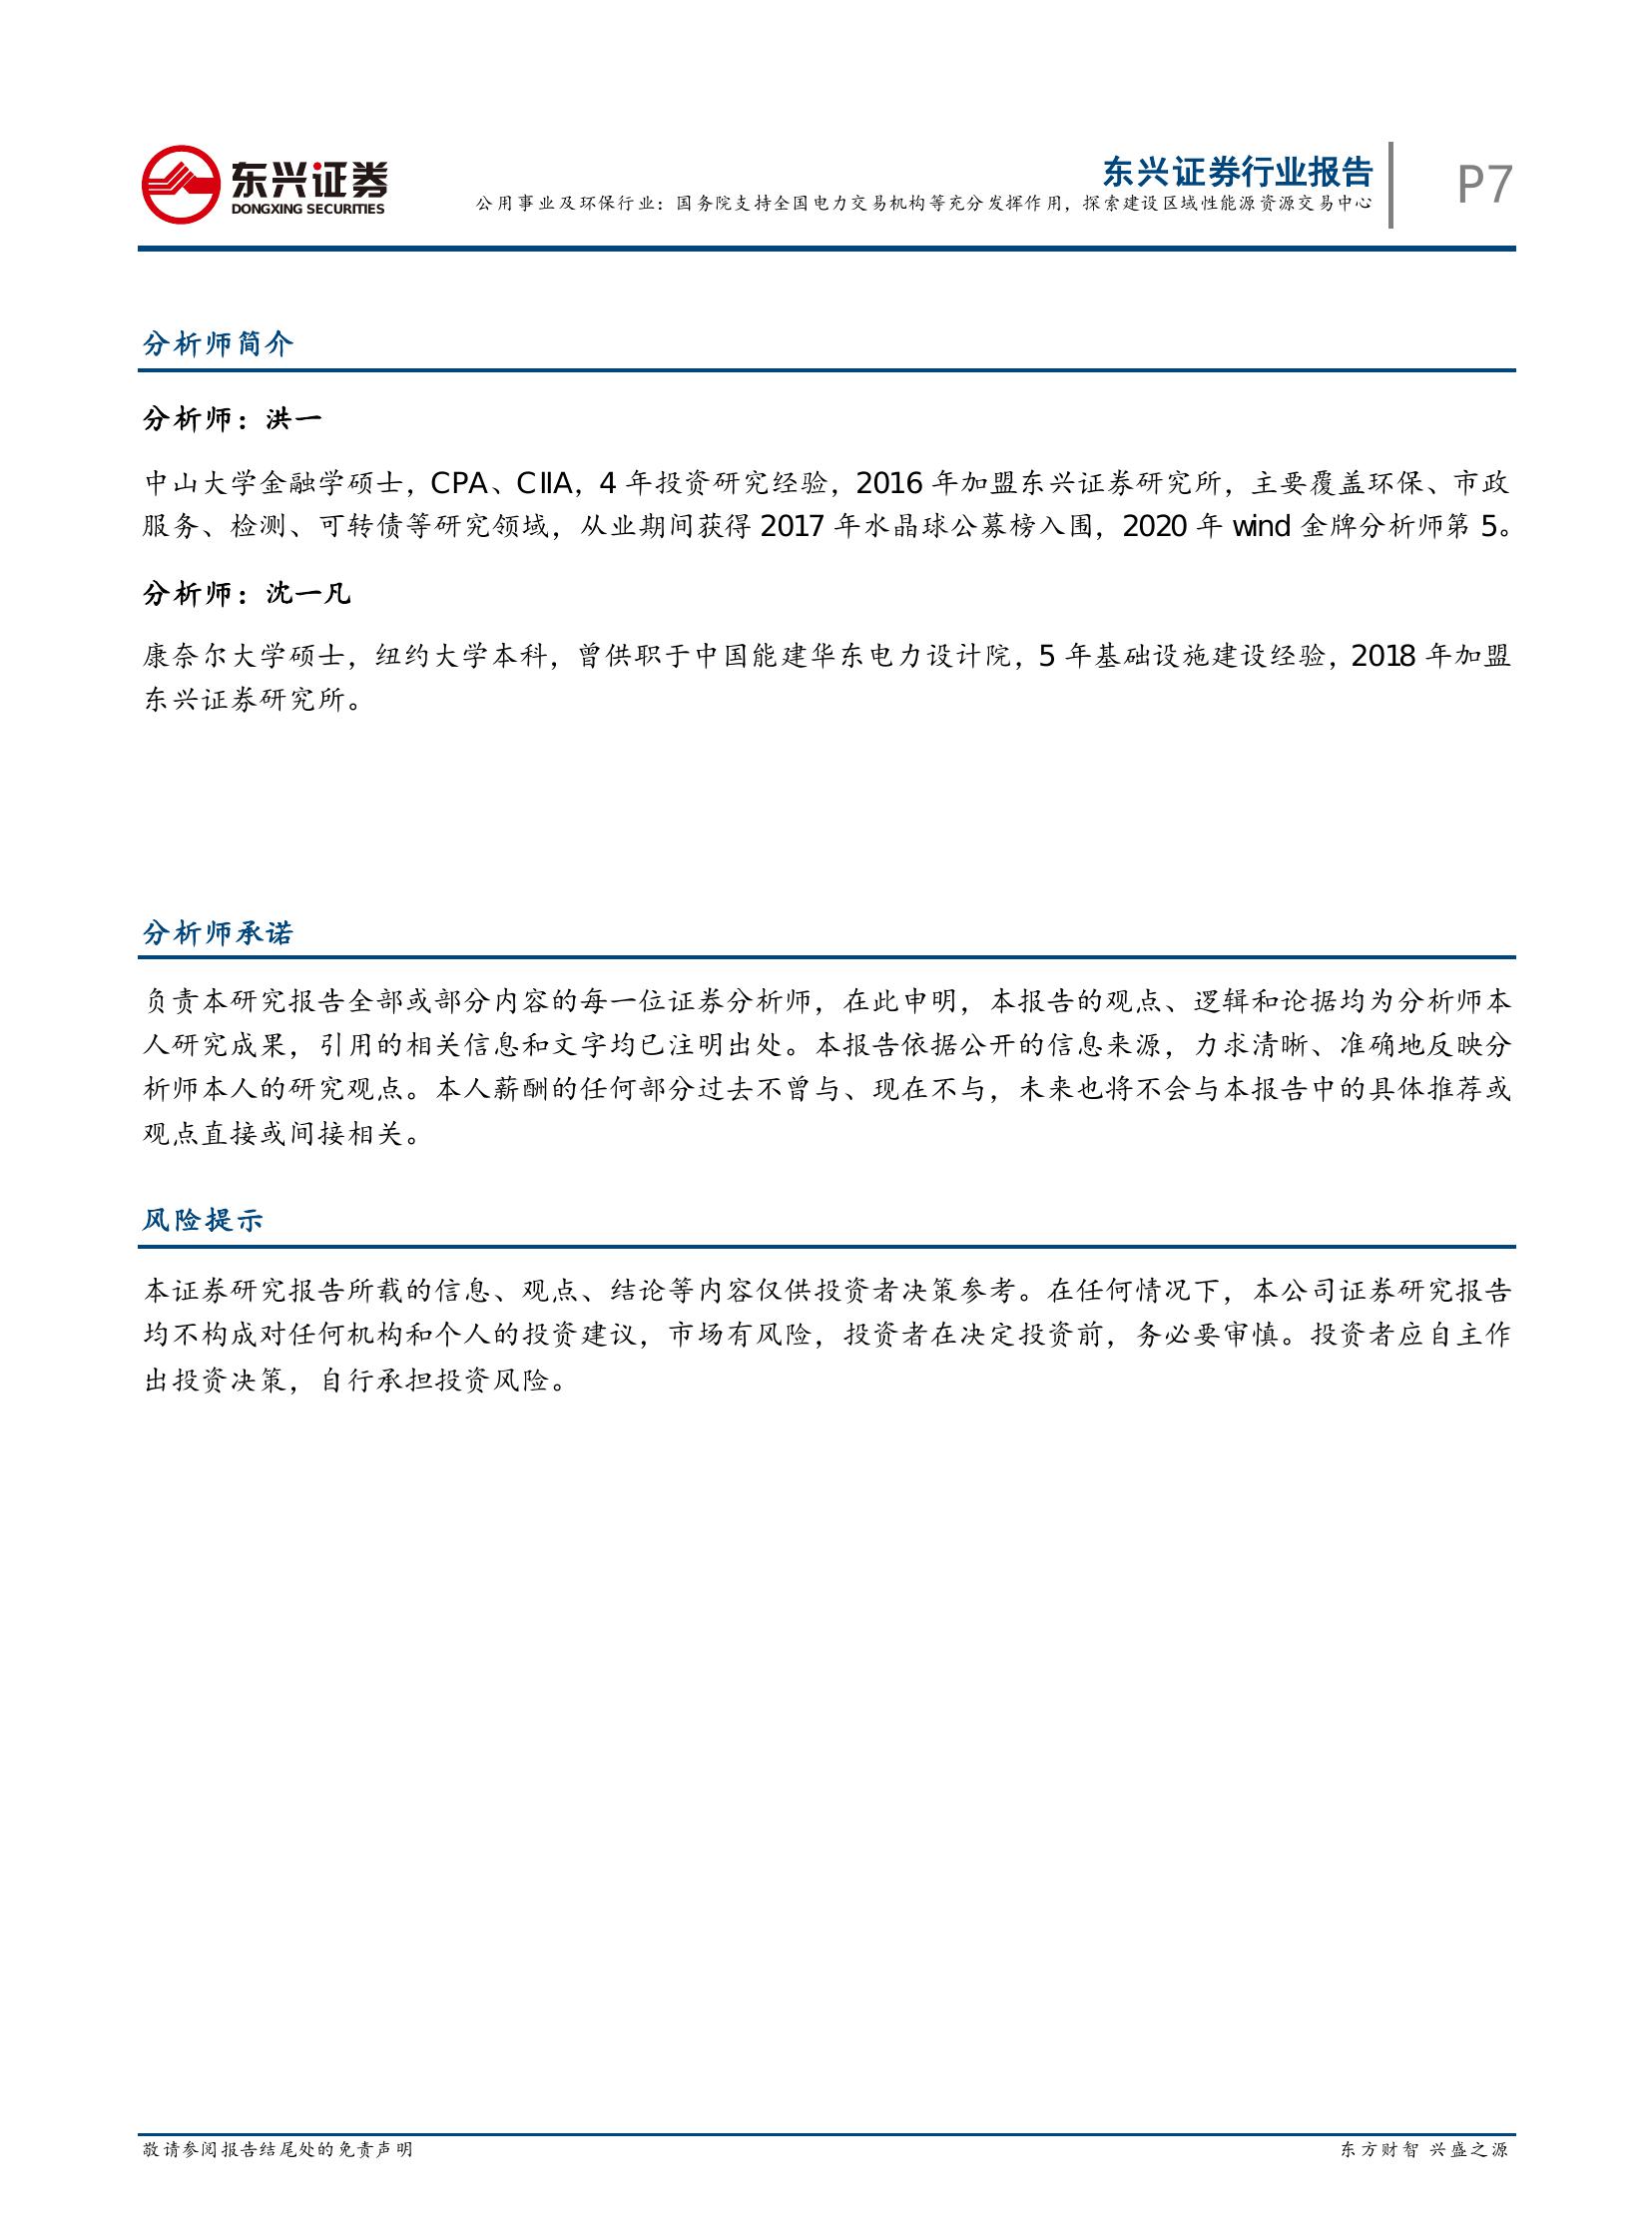 东兴证券
DONGXING SECURITIES
东兴证券行业报告
公用事业及环保行业：国务院支持全国电力交易机构等充分发挥作用，探索建设区域性能源资源交易中心
P7
分析师简介
分析师：洪一
中山大学金融学硕士，CPA、CIIA，4 年投资研究经验，2016 年加盟东兴证券研究所，主要覆盖环保、市政
服务、检测、可转债等研究领域，从业期间获得 2017 年水晶球公募榜入围，2020 年 wind 金牌分析师第 5。
分析师：沈一凡
康奈尔大学硕士，纽约大学本科，曾供职于中国能建华东电力设计院，5 年基础设施建设经验，2018 年加盟
东兴证券研究所。
分析师承诺
负责本研究报告全部或部分内容的每一位证券分析师，在此申明，本报告的观点、逻辑和论据均为分析师本
人研究成果，引用的相关信息和文字均已注明出处。本报告依据公开的信息来源，力求清晰、准确地反映分
析师本人的研究观点。本人薪酬的任何部分过去不曾与、现在不与，未来也将不会与本报告中的具体推荐或
观点直接或间接相关。
风险提示
本证券研究报告所载的信息、观点、结论等内容仅供投资者决策参考。在任何情况下，本公司证券研究报告
均不构成对任何机构和个人的投资建议，市场有风险，投资者在决定投资前，务必要审慎。投资者应自主作
出投资决策，自行承担投资风险。
敬请参阅报告结尾处的免责声明
东方财智 兴盛之源